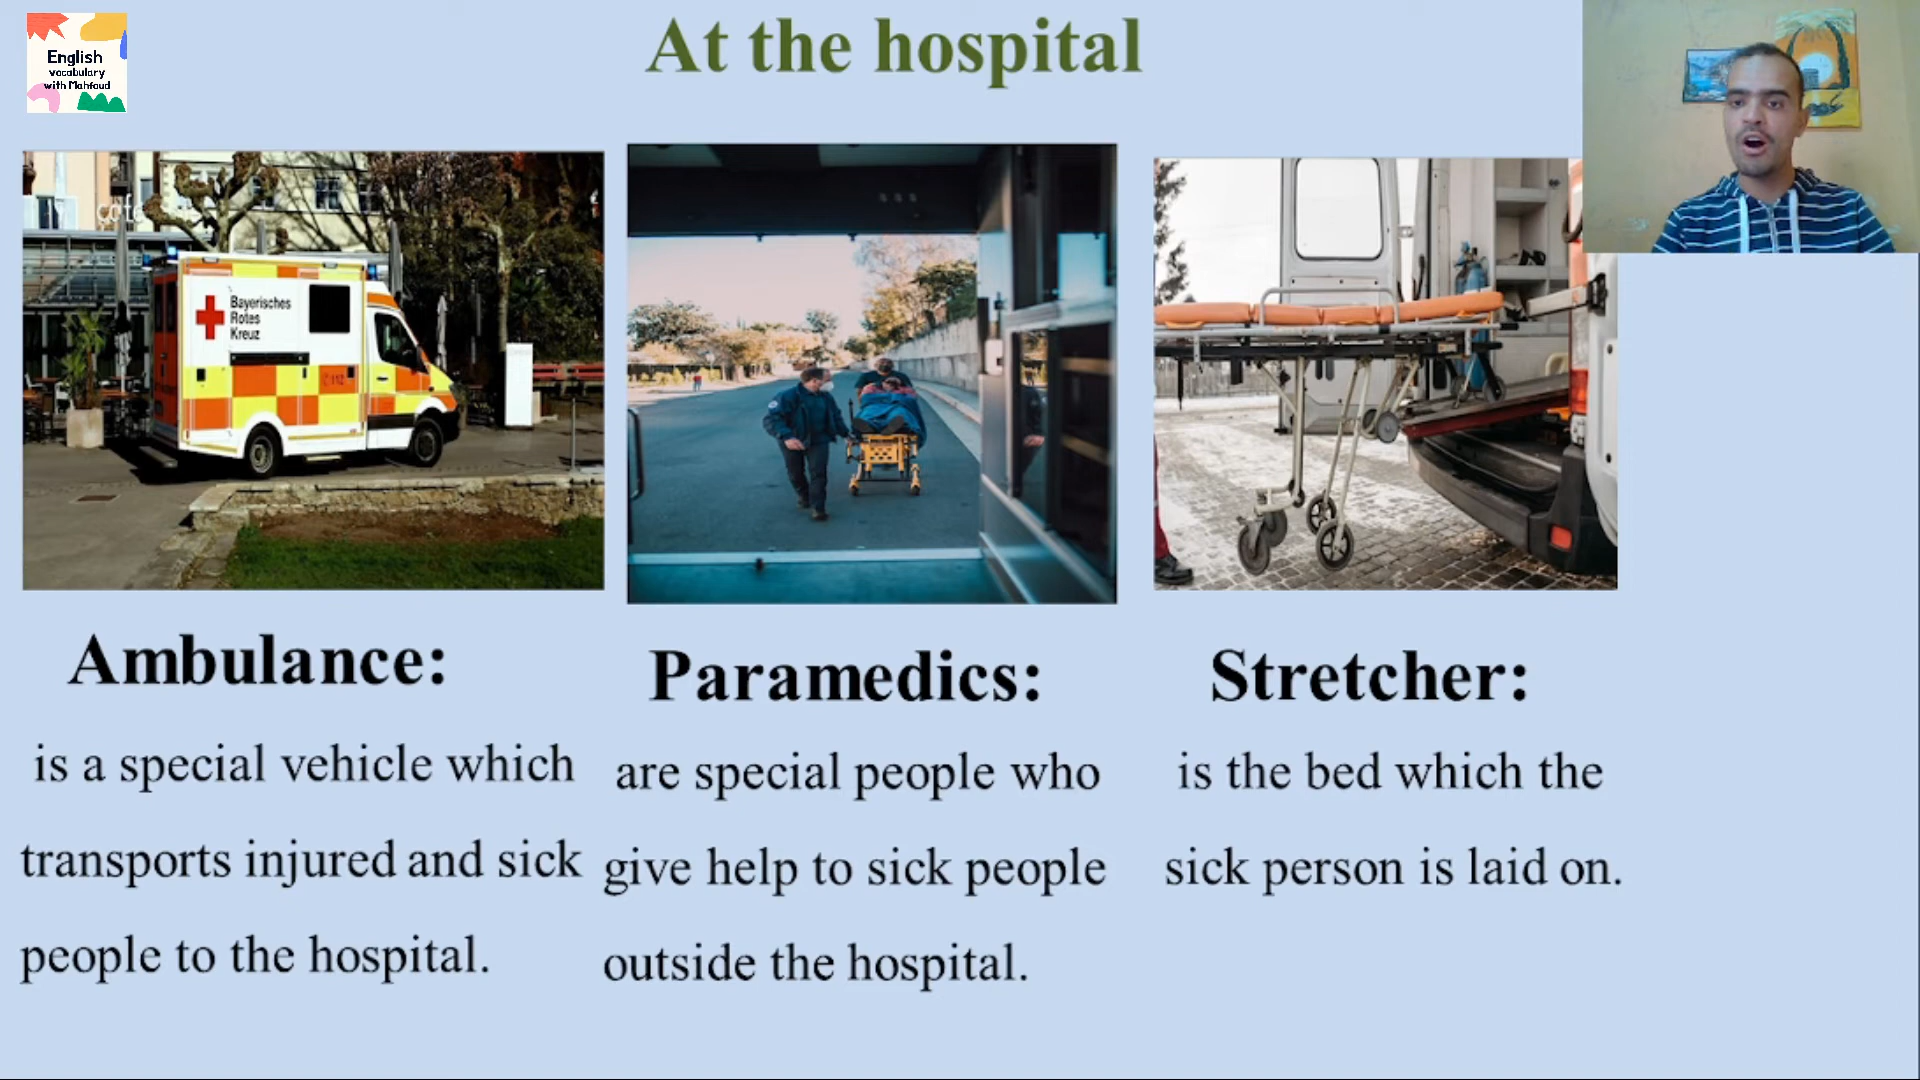 English
vocabulary
with Mahfoud
At the hospital
cafe
Bayerisches
Rotes
Kreuz
112
Ambulance:
is a special vehicle which
transports injured and sick
people to the hospital.
Paramedics:
are special people who
give help to sick people
outside the hospital.
Stretcher:
is the bed which the
sick person is laid on.